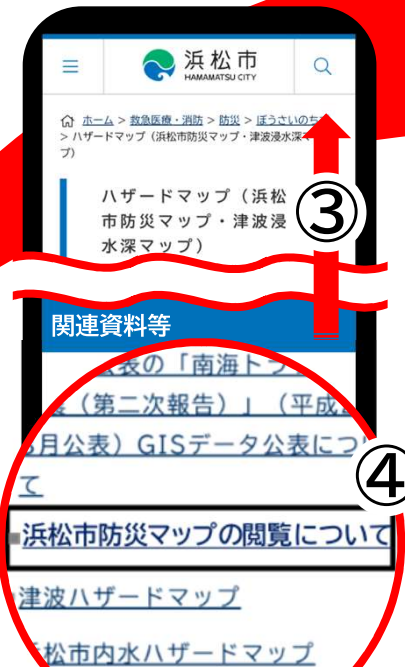 浜松市
HAMAMATSU CITY
ホーム > 救急医療・消防 > 防災 > ぼうさいのち
> ハザードマップ（浜松市防災マップ・津波浸水深
プ）
ハザードマップ（浜松
市防災マップ・津波浸
水深マップ）
③
関連資料等
表の「南海トラ
（第二次報告）」（平成
月公表）GISデータ公表につ
て
④
浜松市防災マップの閲覧について
津波ハザードマップ
松市内水ハザードマップ